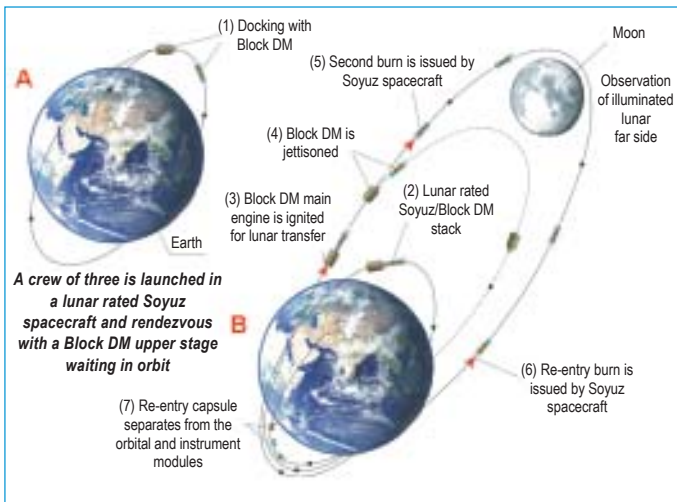 A
(1) Docking with
Block DM
Earth
A crew of three is launched in
a lunar rated Soyuz
spacecraft and rendezvous
with a Block DM upper stage
waiting in orbit
B
(2) Lunar rated
Soyuz/Block DM
stack
(3) Block DM main
engine is ignited
for lunar transfer
(4) Block DM is
jettisoned
(5) Second burn is issued by
Soyuz spacecraft
Moon
Observation
of illuminated
lunar
far side
(6) Re-entry burn is
issued by Soyuz
spacecraft
(7) Re-entry capsule
separates from the
orbital and instrument
modules